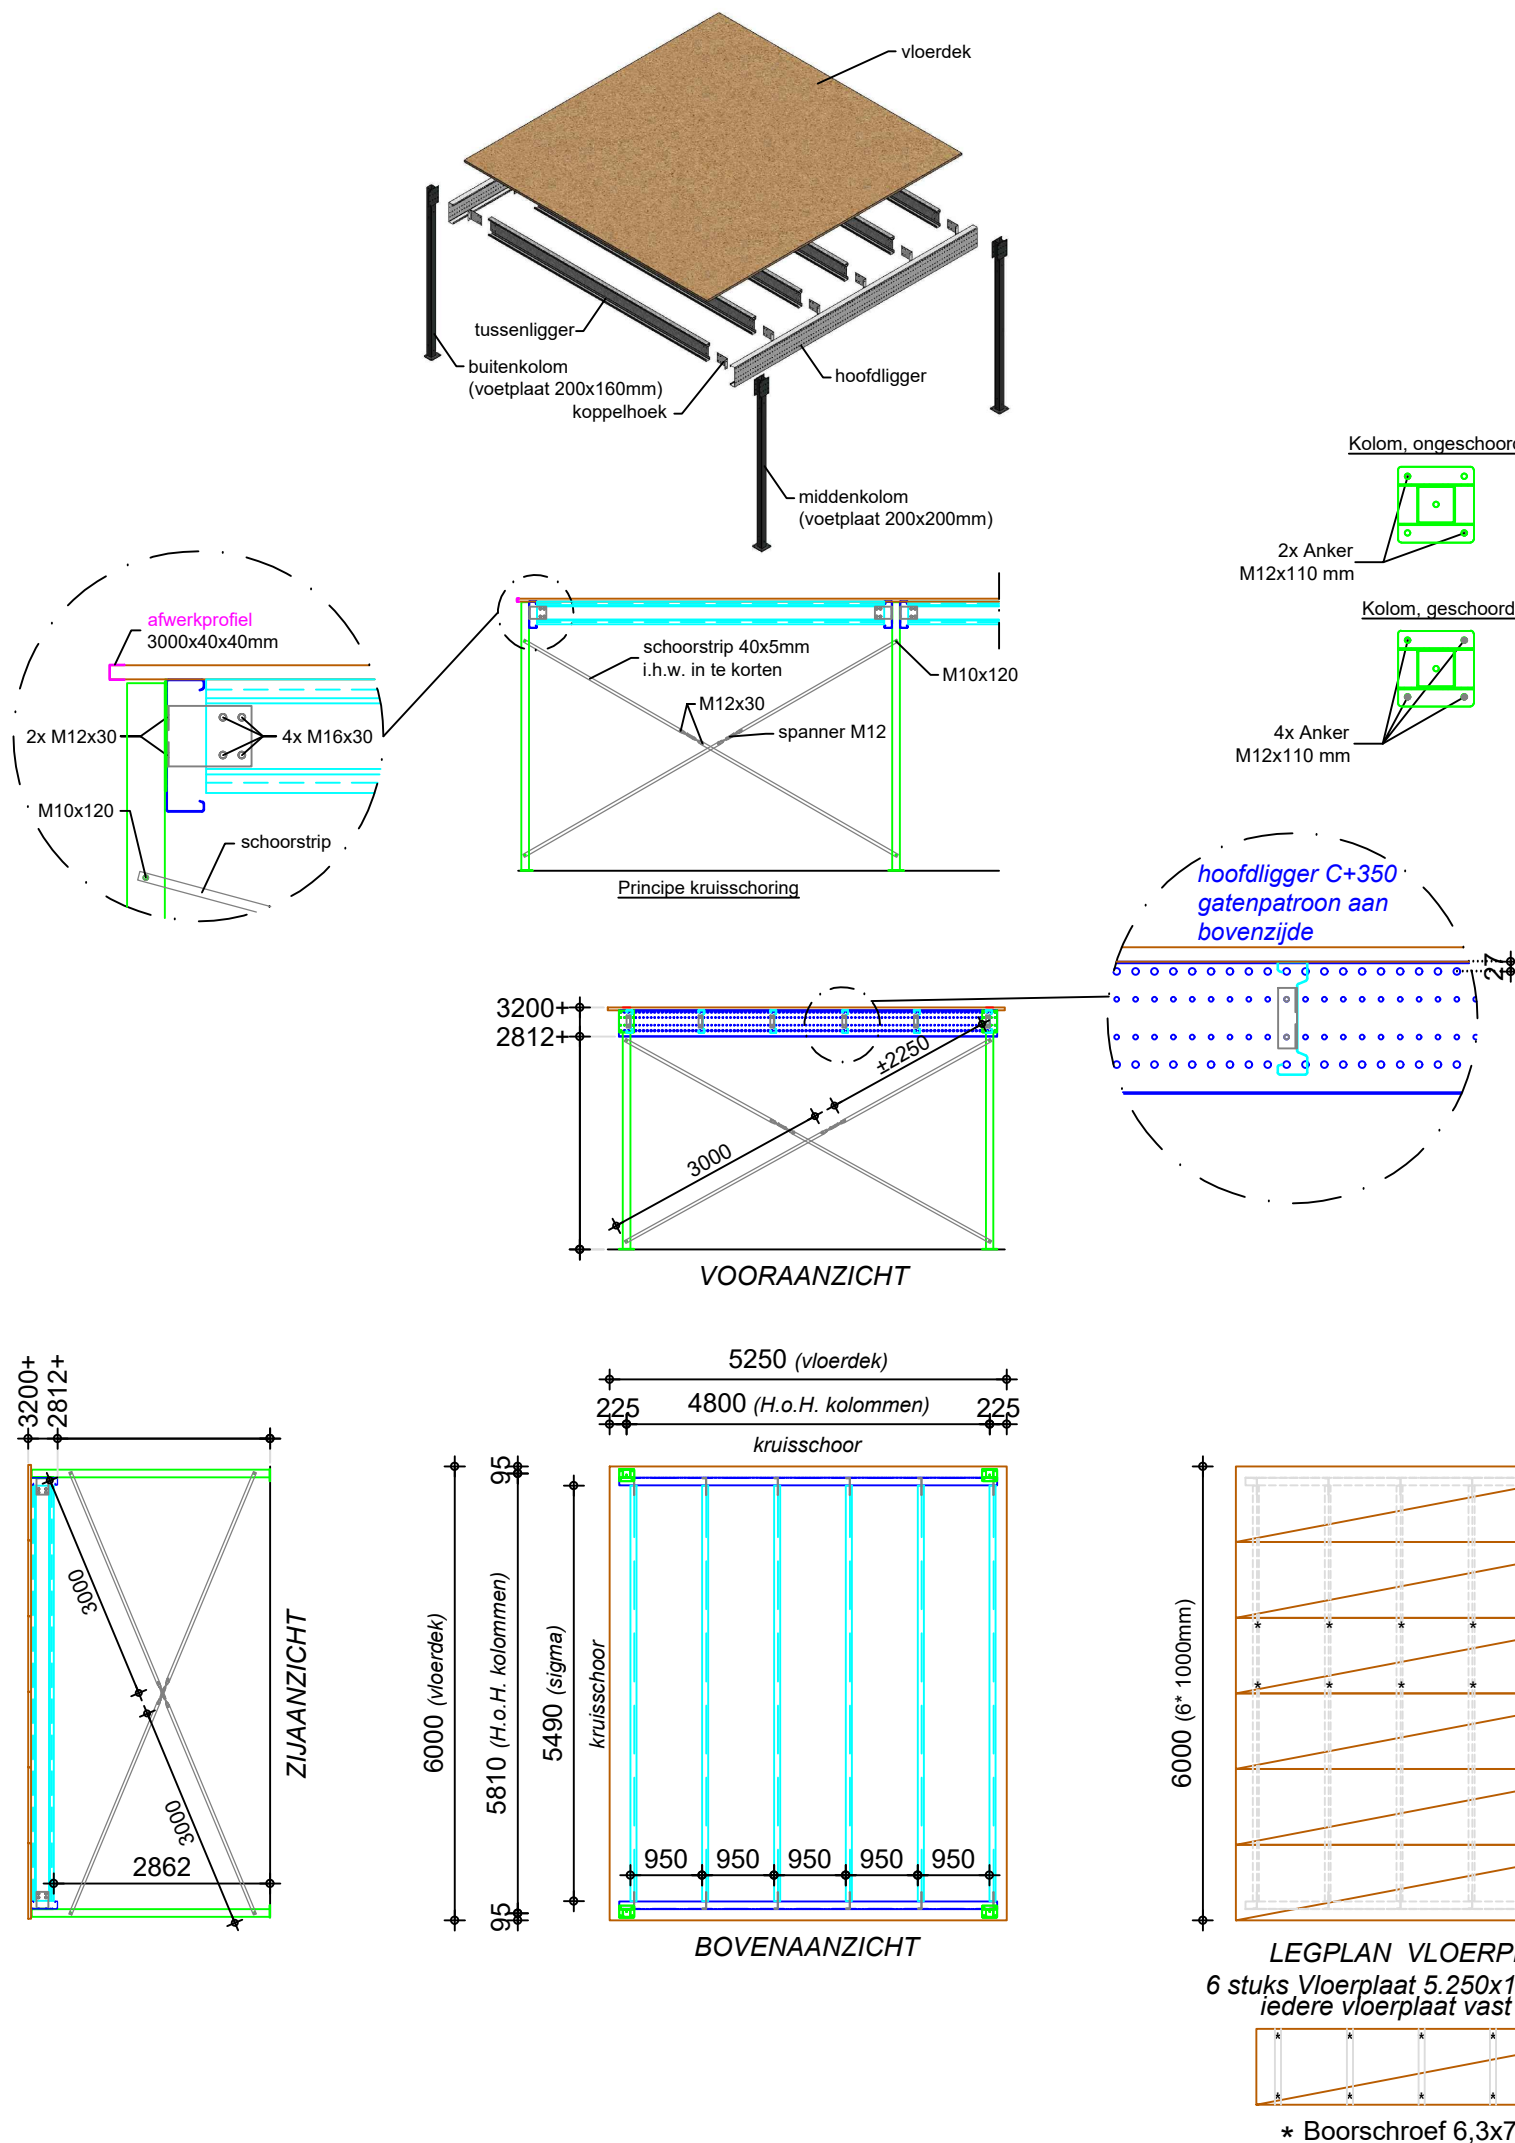 vloerdek
tussenligger
buitenkolom
(voetplaat 200x160mm)
koppelhoek
hoofdligger
middenkolom
(voetplaat 200x200mm)
Kolom, ongeschoord
2x Anker
M12x110 mm
Kolom, geschoord
4x Anker
M12x110 mm
afwerkprofiel
3000x40x40mm
2x M12x30
4x M16x30
M10x120
schoorstrip
schoorstrip 40x5mm
i.h.w. in te korten
M12x30
spanner M12
M10x120
Principe kruisschoring
hoofdligger C+350
gatenpatroon aan
bovenzijde
27
3200+
2812+
±2250
3000
VOORAANZICHT
3200+
2812+
3000
3000
2862
ZIJAANZICHT
5250 (vloerdek)
225
4800 (H.o.H. kolommen)
225
kruisschoor
6000 (vloerdek)
95
5810 (H.o.H. kolommen)
95
5490 (sigma)
kruisschoor
950
950
950
950
950
BOVENAANZICHT
6000 (6* 1000mm)
* * * *
* * * *
LEGPLAN VLOERP
6 stuks Vloerplaat 5.250x1
iedere vloerplaat vast
* * * *
* * * *
* Boorschroef 6,3x7